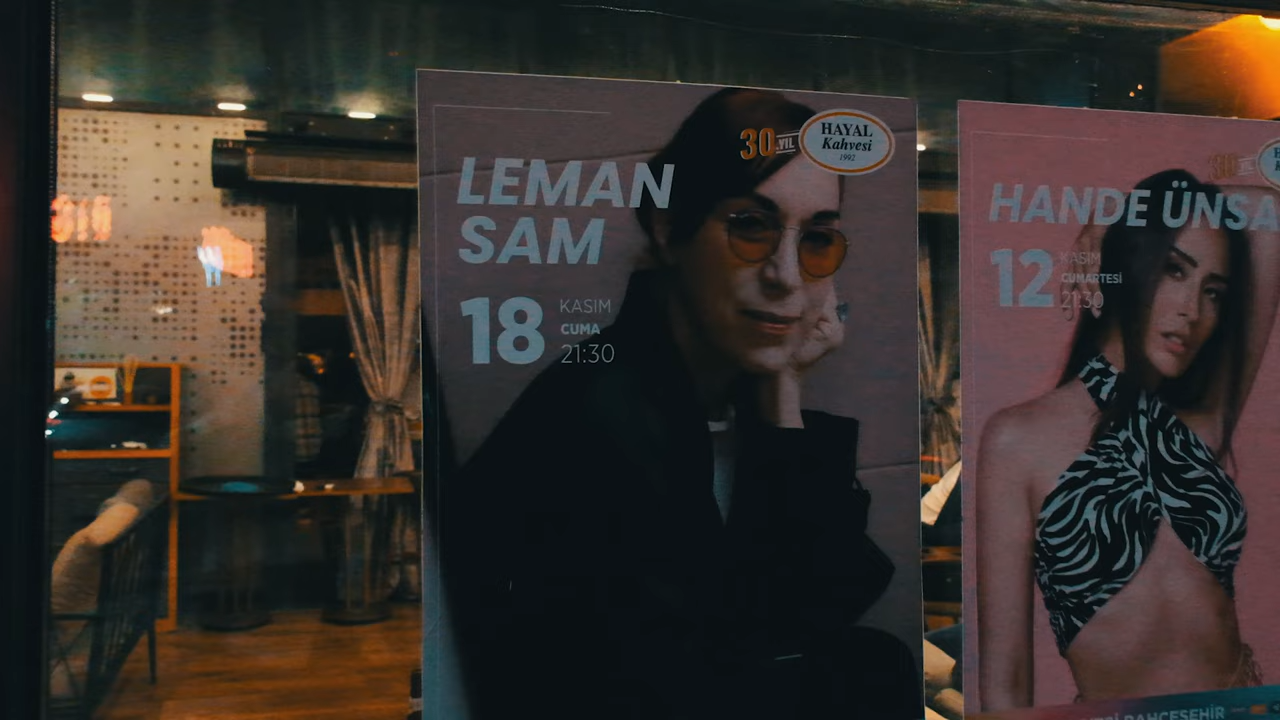 LEMAN
SAM
18
KASIM
CUMA
21:30
30.YIL
HAYAL
Kahvesi
1992
HANDE ÜNSA
12
KASIM
CUMARTESİ
21:30
30
BAHÇEŞEHİR